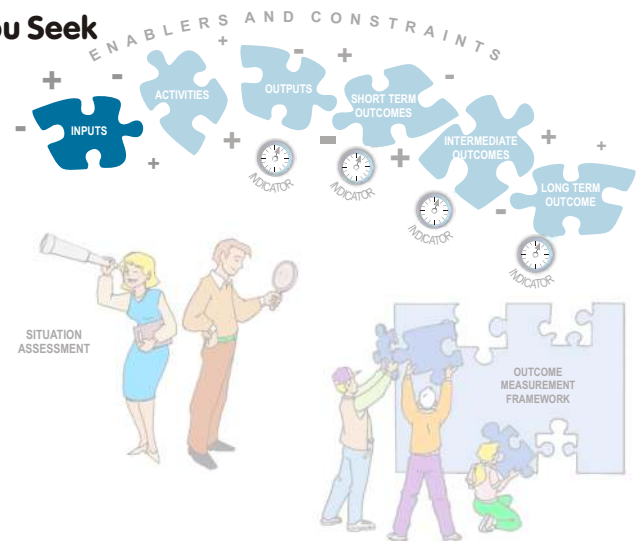 ou Seek
ENABLERS AND CONSTRAINTS
INPUTS
ACTIVITIES
OUTPUTS
SHORT TERM
OUTCOMES
INTERMEDIATE
OUTCOMES
LONG TERM
OUTCOME
INDICATOR
INDICATOR
INDICATOR
INDICATOR
SITUATION
ASSESSMENT
OUTCOME
MEASUREMENT
FRAMEWORK